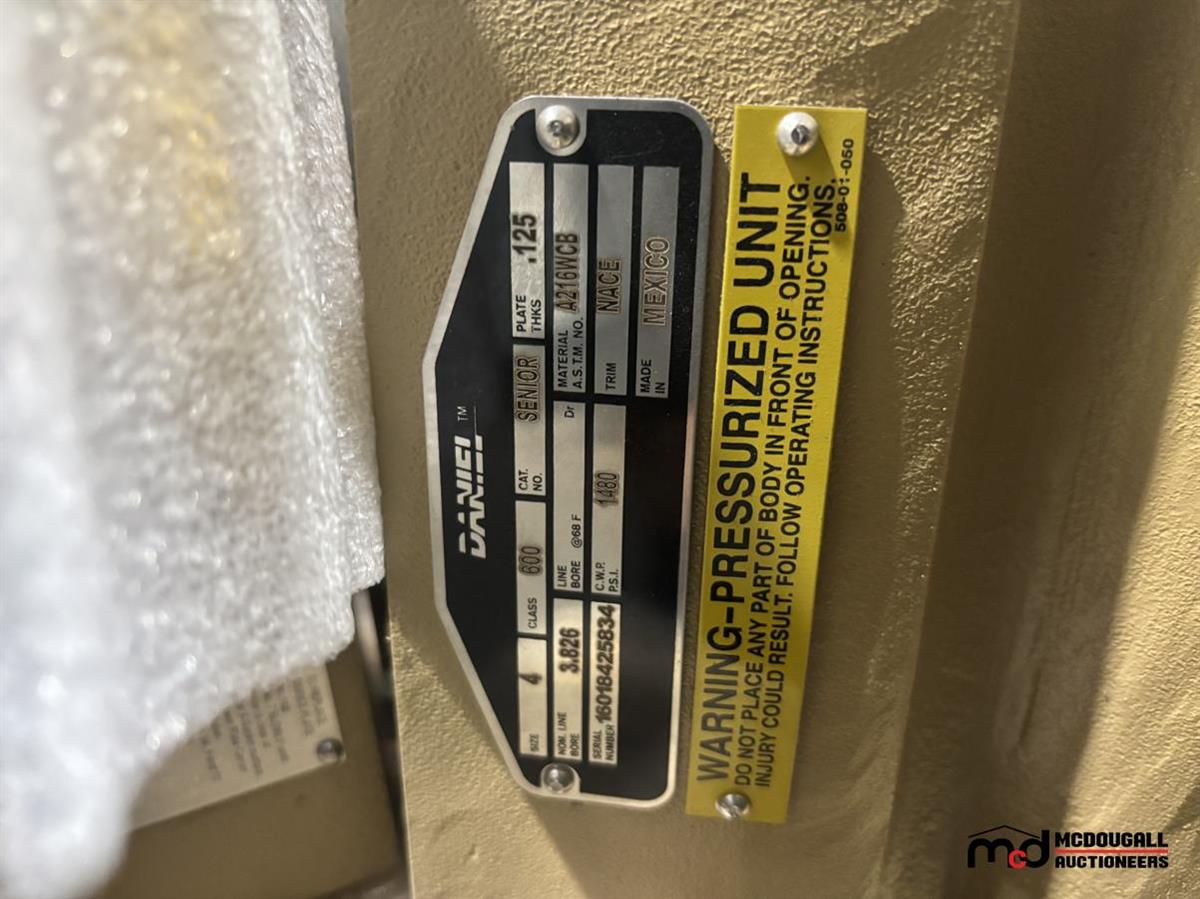 DANIEL™
SIZE 4 CLASS 600 CAT. NO. SENIOR PLATE THKS .125
NOM. LINE BORE 3.826 LINE BORE @68 F Dr MATERIAL A.S.T.M. NO. A216WCB
SERIAL NUMBER 16018425834 C.W.P. P.S.I. 1480 TRIM NACE
MADE IN MEXICO
WARNING-PRESSURIZED UNIT
DO NOT PLACE ANY PART OF BODY IN FRONT OF OPENING.
INJURY COULD RESULT. FOLLOW OPERATING INSTRUCTIONS.
508-01-050
mcd MCDOUGALL
AUCTIONEERS